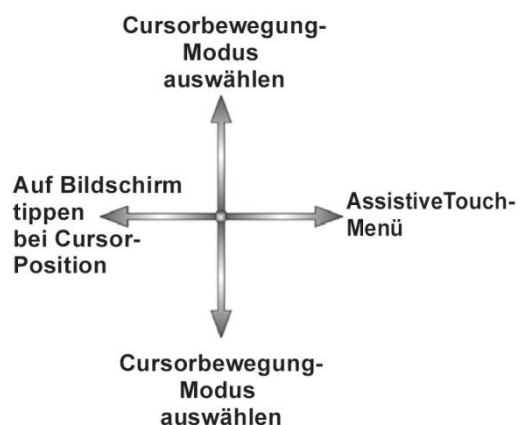 Cursorbewegung-
Modus
auswählen
Auf Bildschirm
tippen
bei Cursor-
Position
AssistiveTouch-
Menü
Cursorbewegung-
Modus
auswählen